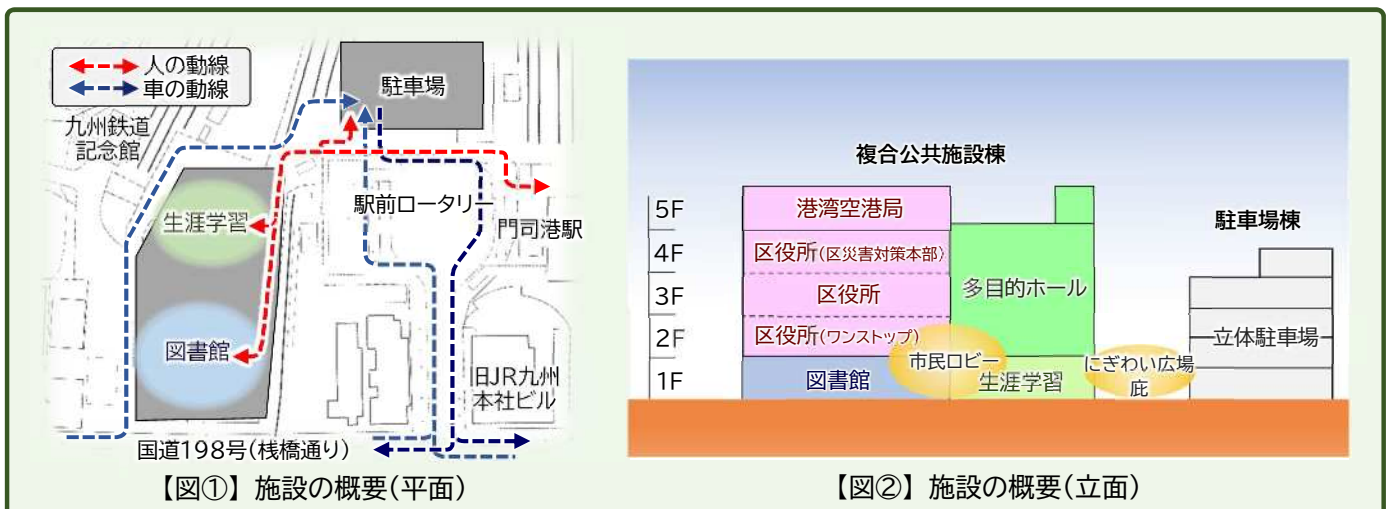 人の動線
車の動線
駐車場
九州鉄道
記念館
生涯学習
駅前ロータリー
門司港駅
図書館
旧JR九州
本社ビル
国道198号(桟橋通り)
【図①】 施設の概要(平面)
複合公共施設棟
駐車場棟
5F
港湾空港局
4F
区役所(区災害対策本部)
3F
区役所
多目的ホール
2F
区役所(ワンストップ)
立体駐車場
市民ロビー
にぎわい広場
庇
1F
図書館
生涯学習
【図②】 施設の概要(立面)